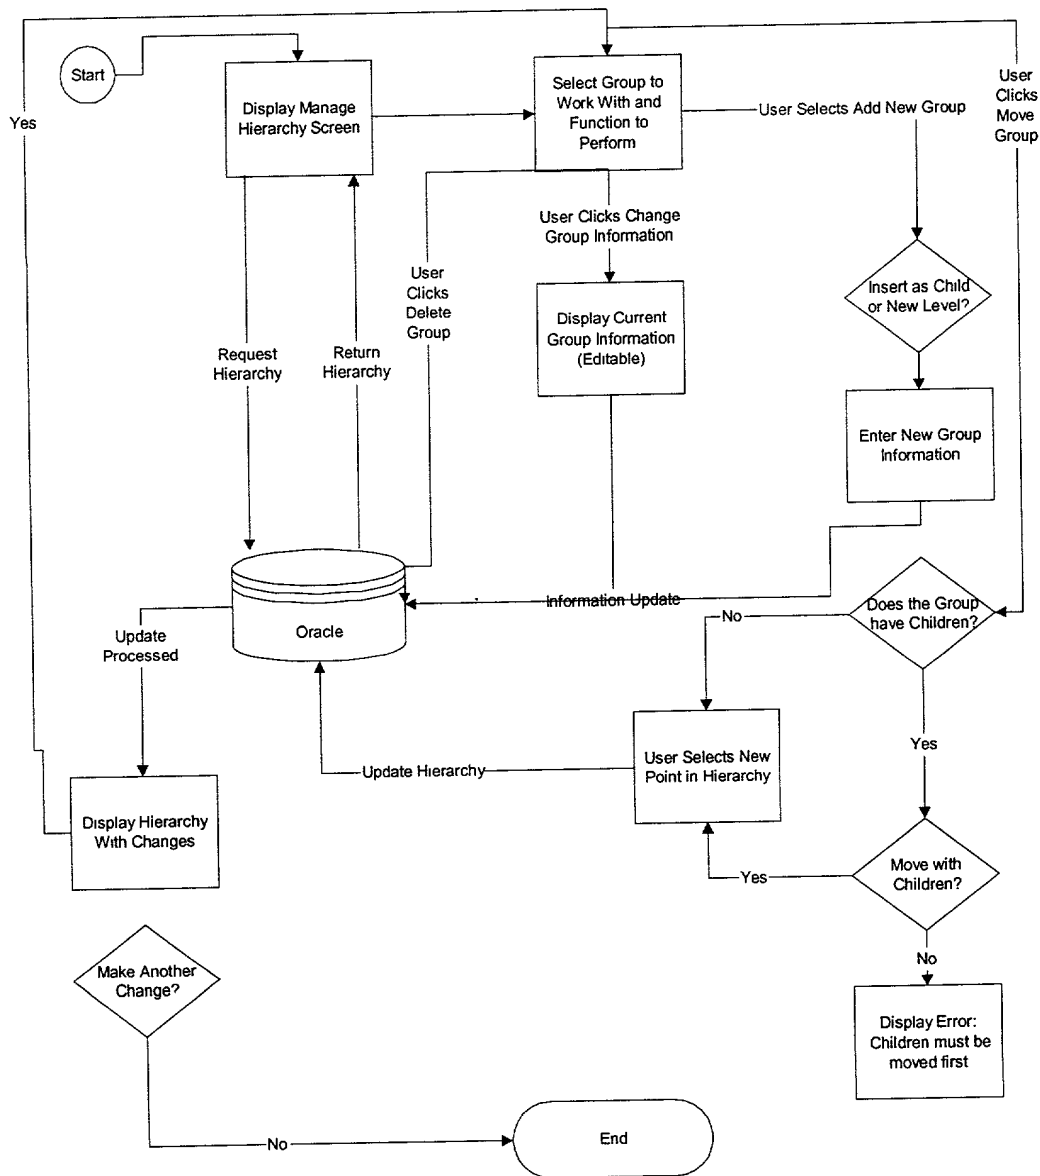 Start
Display Manage
Hierarchy Screen
Select Group to
Work With and
Function to
Perform
User Selects Add New Group
User
Clicks
Move
Group
Yes
User Clicks Change
Group Information
User
Clicks
Delete
Group
Insert as Child
or New Level?
Display Current
Group Information
(Editable)
Request
Hierarchy
Return
Hierarchy
Enter New Group
Information
Information Update
Does the Group
have Children?
No
Oracle
Update
Processed
Yes
User Selects New
Point in Hierarchy
Update Hierarchy
Display Hierarchy
With Changes
Move with
Children?
Yes
No
Make Another
Change?
Display Error:
Children must be
moved first
No
End